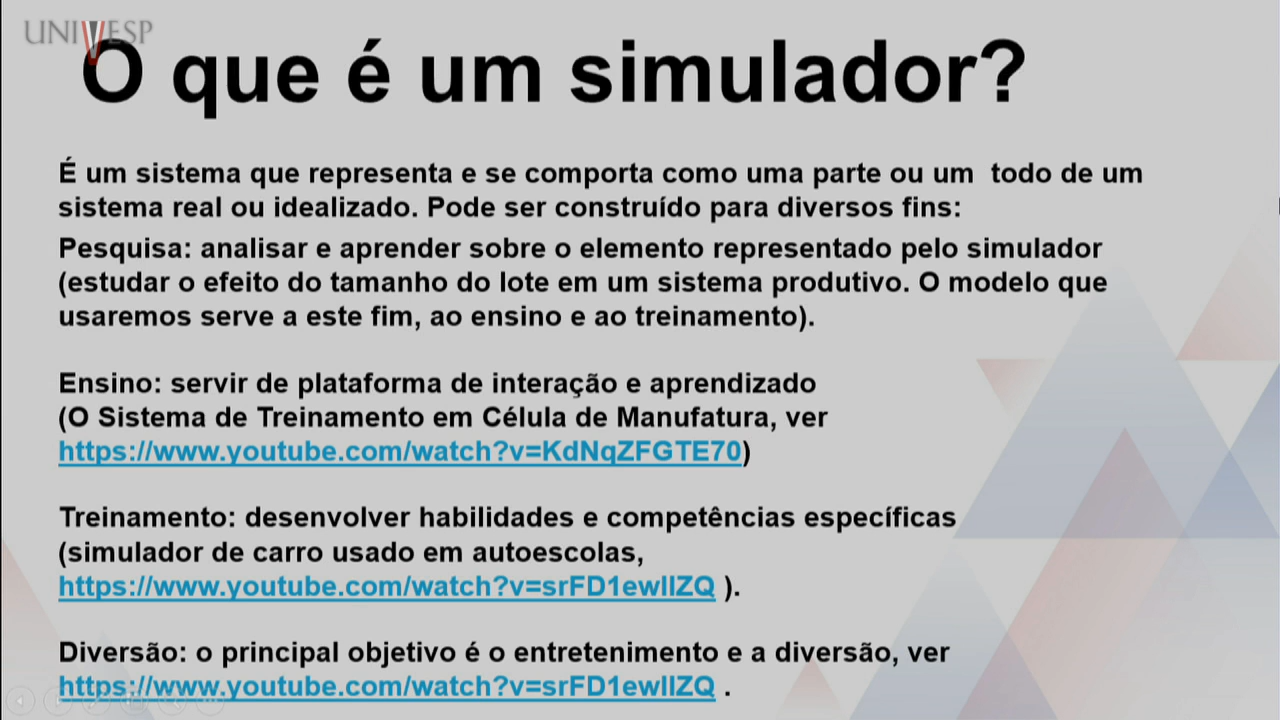 UNIVESP
O que é um simulador?
É um sistema que representa e se comporta como uma parte ou um todo de um
sistema real ou idealizado. Pode ser construído para diversos fins:
Pesquisa: analisar e aprender sobre o elemento representado pelo simulador
(estudar o efeito do tamanho do lote em um sistema produtivo. O modelo que
usaremos serve a este fim, ao ensino e ao treinamento).
Ensino: servir de plataforma de interação e aprendizado
(O Sistema de Treinamento em Célula de Manufatura, ver
https://www.youtube.com/watch?v=KdNqZFGTE70)
Treinamento: desenvolver habilidades e competências específicas
(simulador de carro usado em autoescolas,
https://www.youtube.com/watch?v=srFD1ewIIZQ ).
Diversão: o principal objetivo é o entretenimento e a diversão, ver
https://www.youtube.com/watch?v=srFD1ewIIZQ .